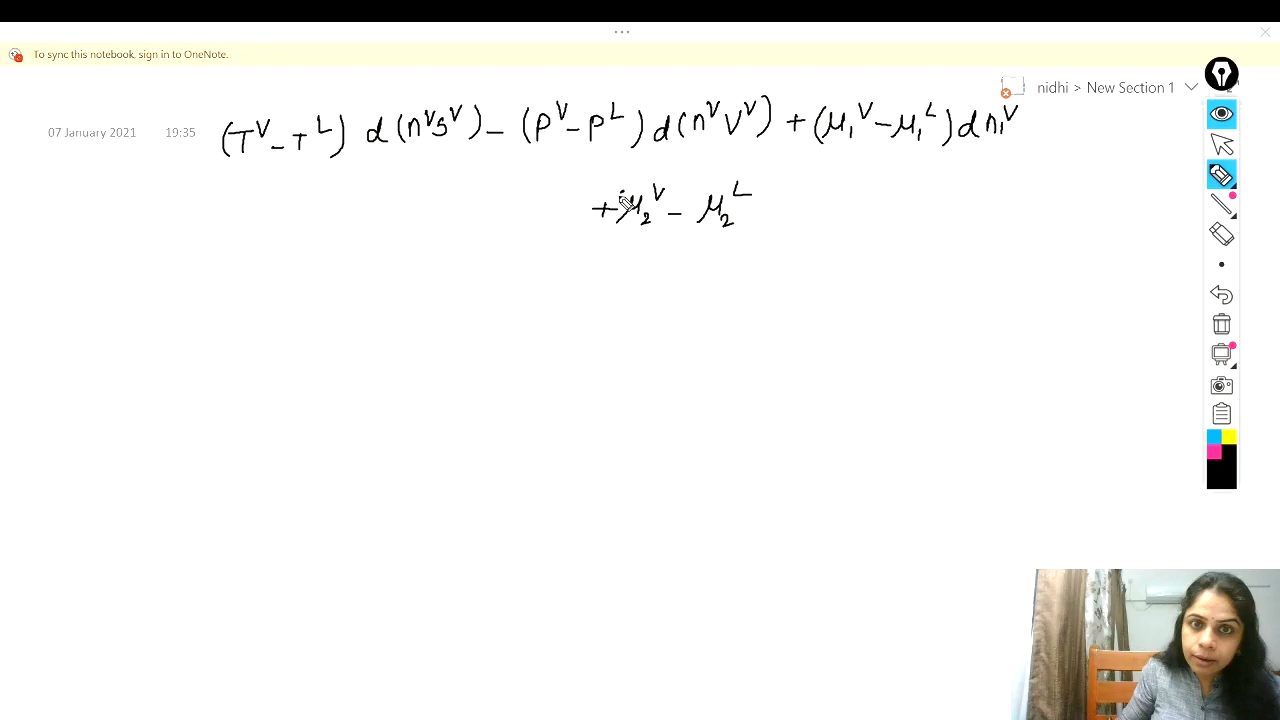 To sync this notebook, sign in to OneNote.
nidhi > New Section 1
07 January 2021 19:35
(T^V - T^L) d(n^V S^V) - (P^V - P^L) d(n^V V^V) + (μ₁^V - μ₁^L) d n₁^V
+ μ₂^V - μ₂^L